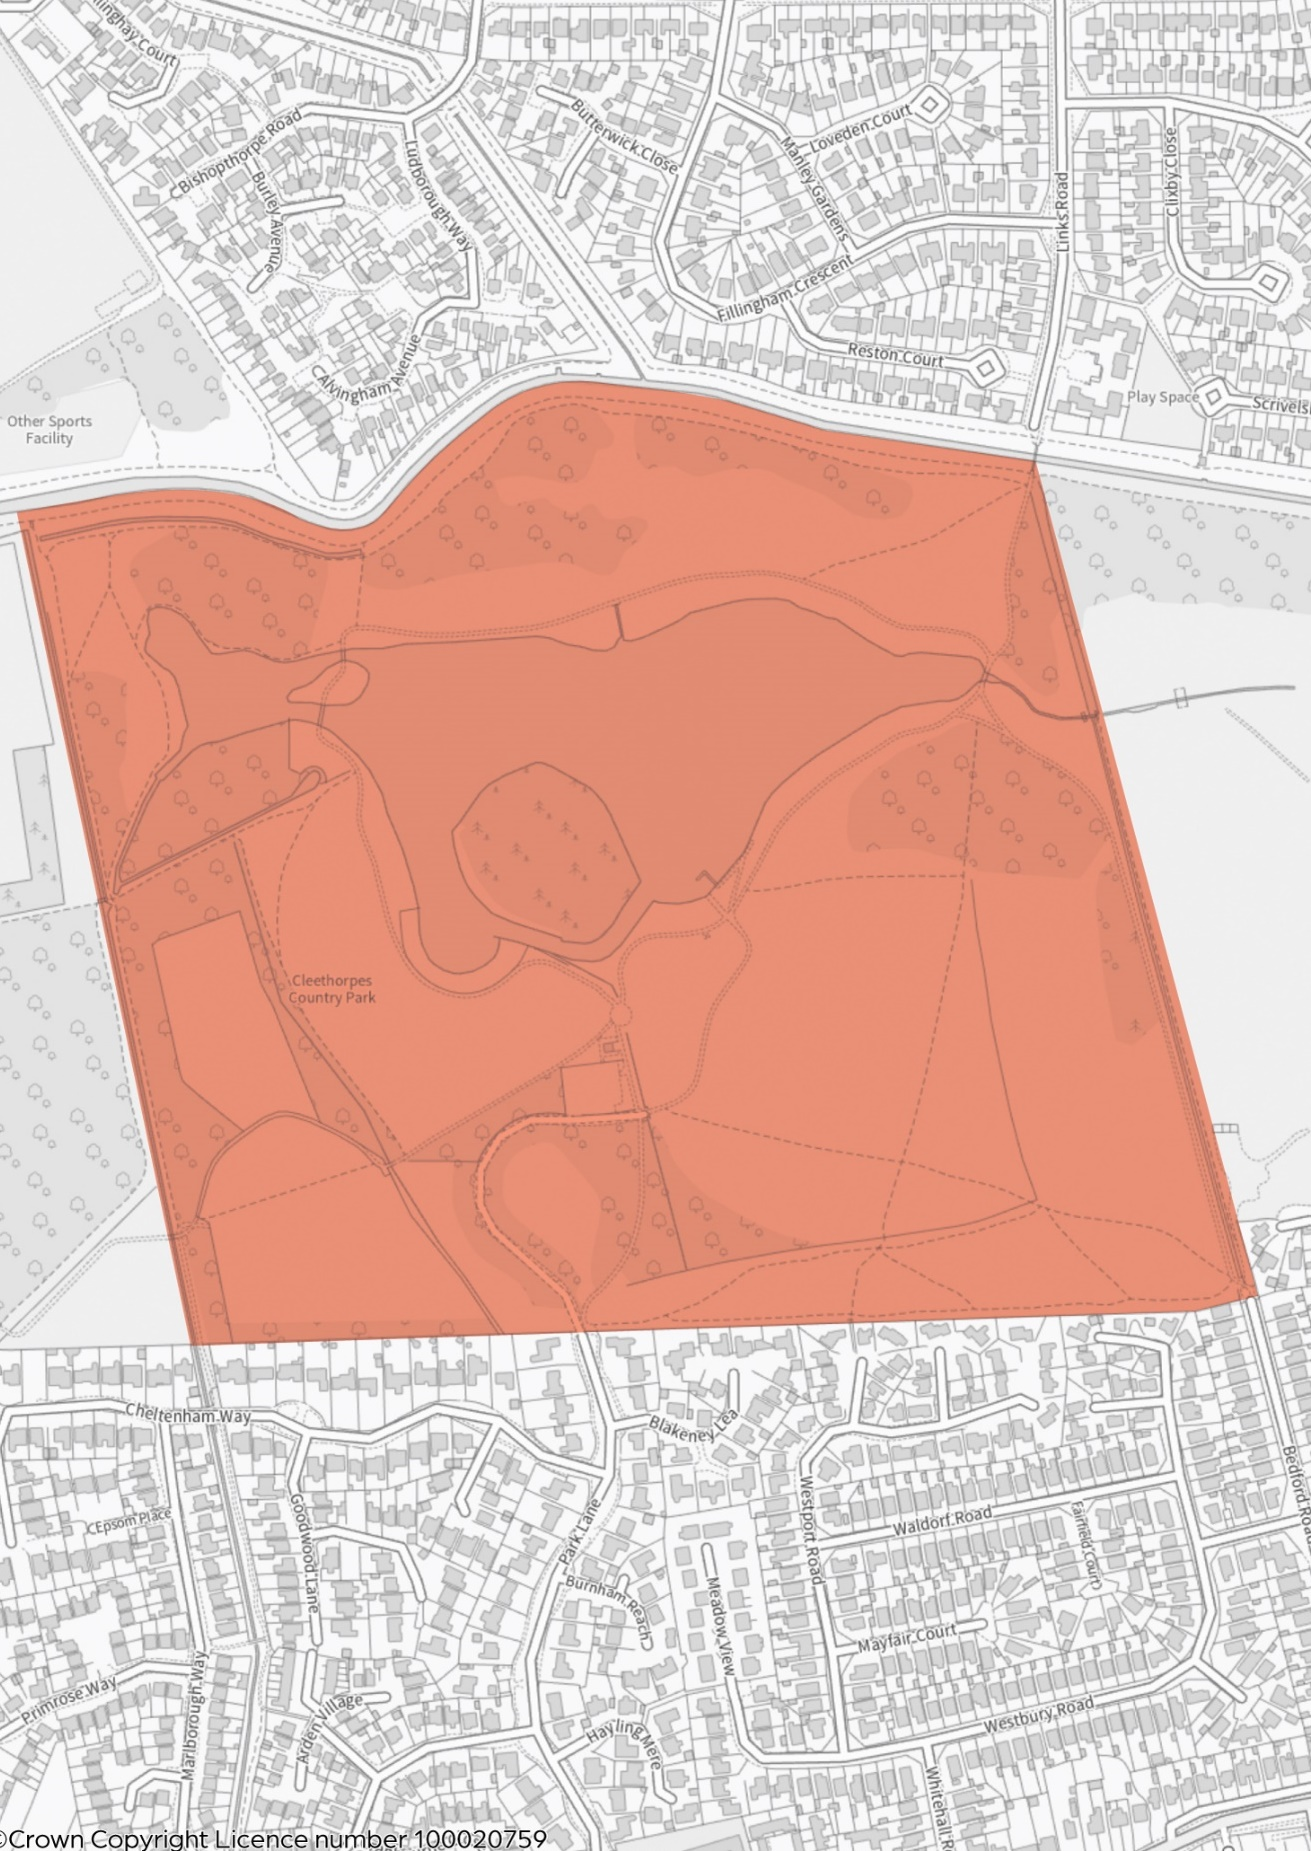 Bishopthorpe Road
Burley Avenue
Ludborough Way
Butterwick Close
Manley Gardens
Loveden Court
Links Road
Clixby Close
Fillingham Crescent
Alvingham Avenue
Reston Court
Play Space
Other Sports
Facility
Cleethorpes
Country Park
Cheltenham Way
Blakeney Lea
Epsom Place
Goodwood Lane
Park Lane
Westport Road
Waldorf Road
Fairfield Court
Burnham Reach
Meadow View
Mayfair Court
Primrose Way
Marlborough Way
Arden Village
Hayling Mere
Westbury Road
©Crown Copyright Licence number 100020759